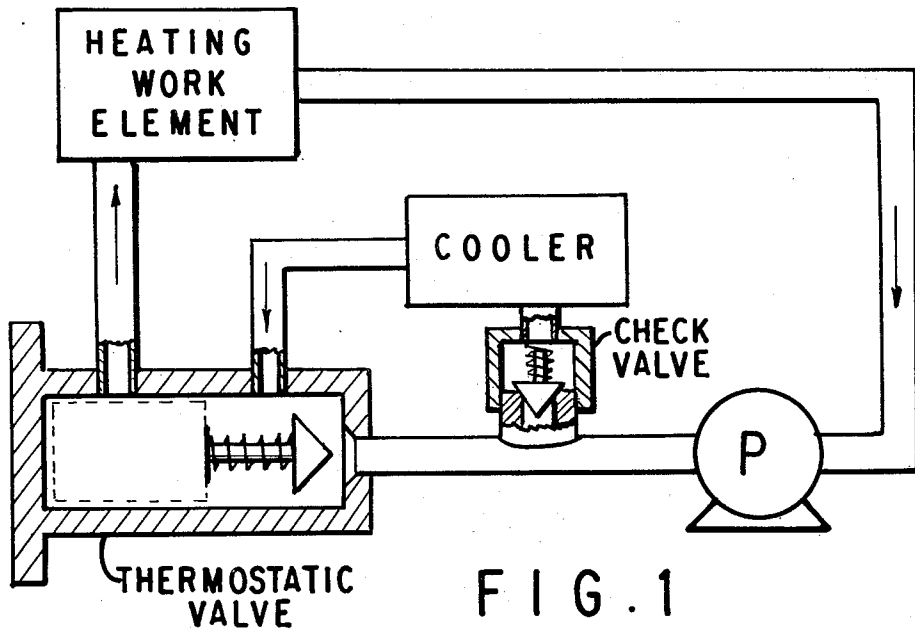 HEATING
WORK
ELEMENT
COOLER
CHECK
VALVE
P
THERMOSTATIC
VALVE
FIG.1